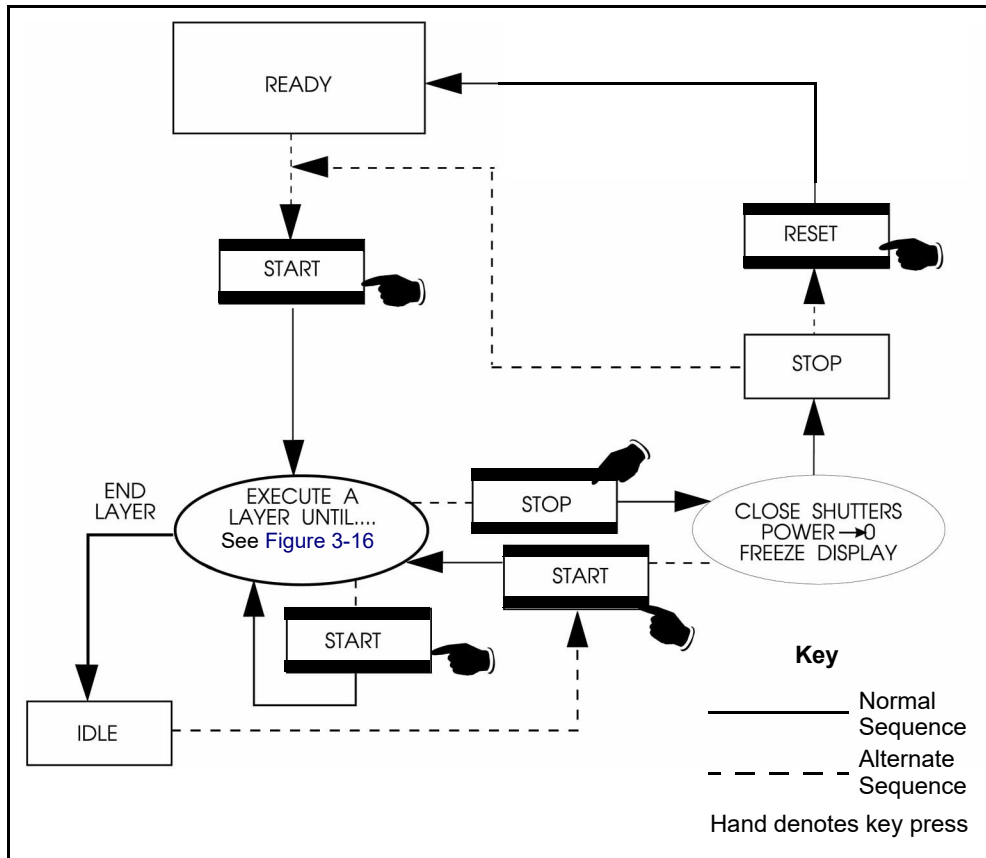 READY
START
RESET
STOP
END
LAYER
EXECUTE A
LAYER UNTIL....
See Figure 3-16
STOP
START
CLOSE SHUTTERS
POWER→0
FREEZE DISPLAY
START
IDLE
Key
Normal
Sequence
Alternate
Sequence
Hand denotes key press